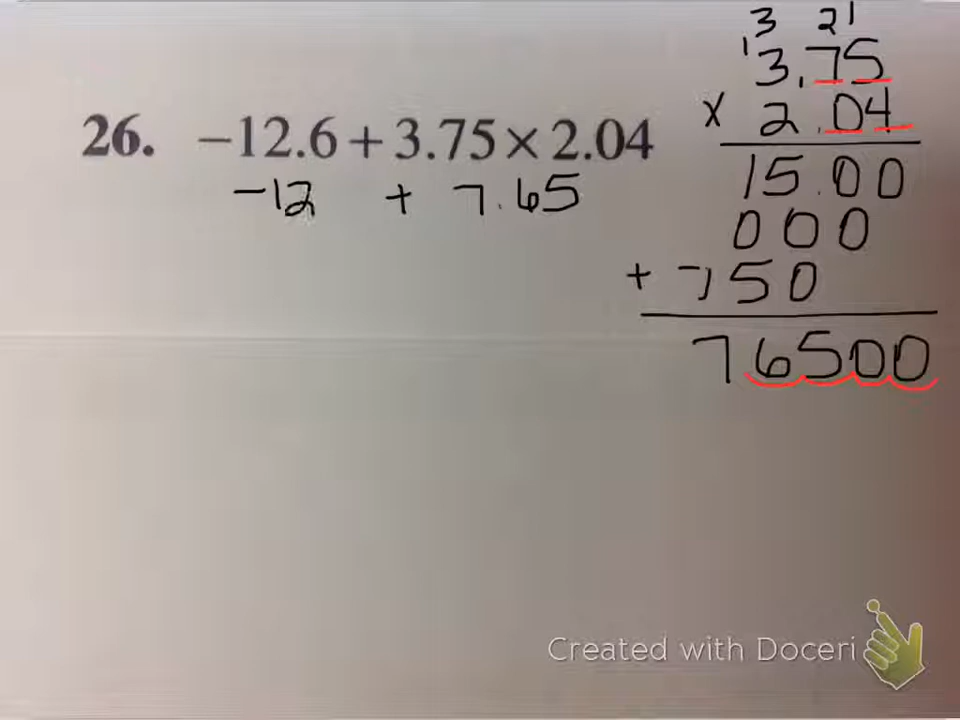 26. −12.6 + 3.75 × 2.04
-12 + 7.65
3 21
1
3.75
x 2.04
15.00
000
+ 750
76500
Created with Doceri